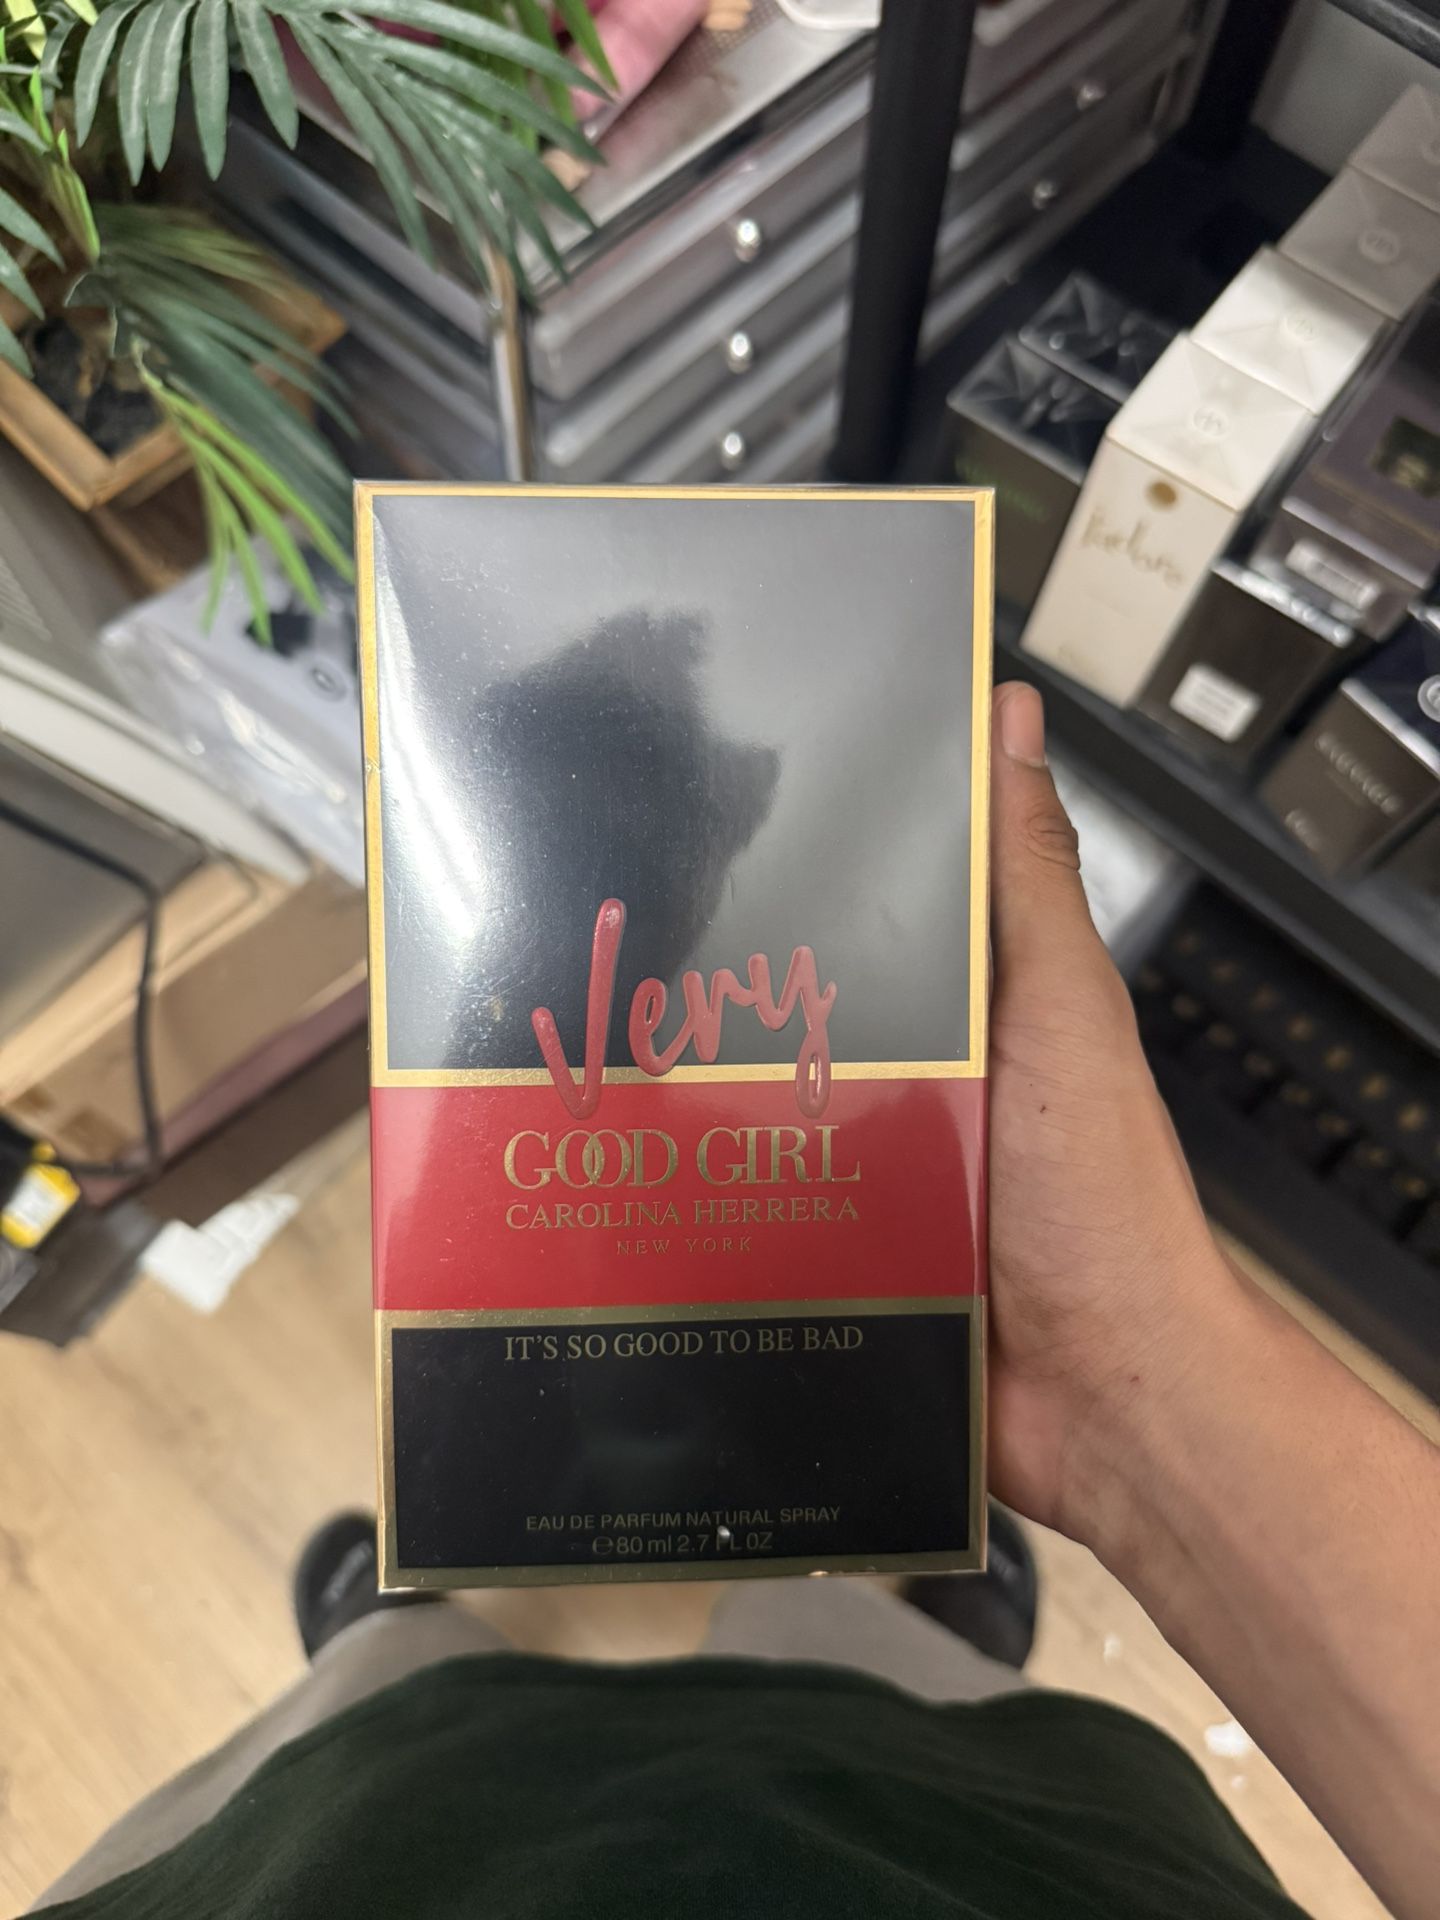 Very
GOOD GIRL
CAROLINA HERRERA
NEW YORK
IT'S SO GOOD TO BE BAD
EAU DE PARFUM NATURAL SPRAY
℮80 ml 2.7 FL OZ